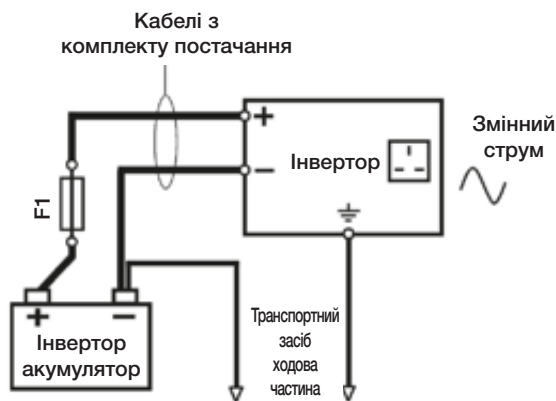 Кабелі з
комплекту постачання
+
−
Інвертор
Змінний
струм
F1
+
−
Інвертор
акумулятор
Транспортний
засіб
ходова
частина